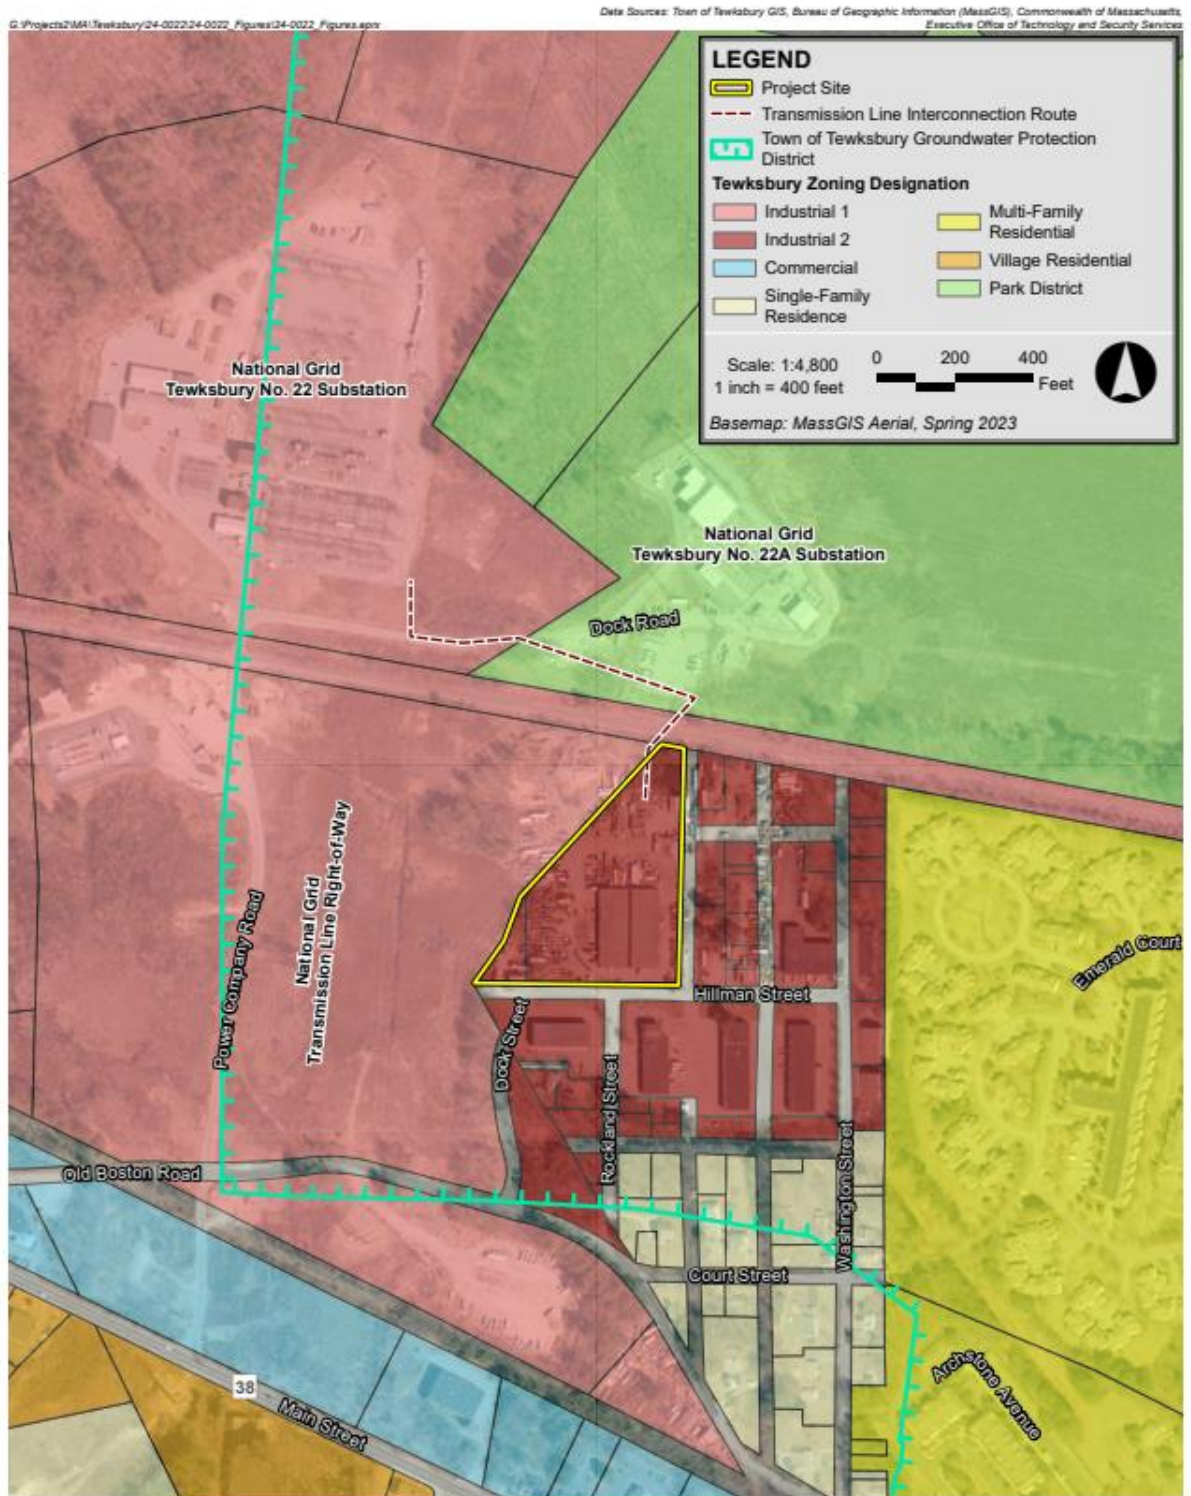 G:\Projects2\MA\Tewksbury\24-0022\24-0022_Figures\24-0022_Figures.aprx
Data Sources: Town of Tewksbury GIS, Bureau of Geographic Information (MassGIS), Commonwealth of Massachusetts,
Executive Office of Technology and Security Services
LEGEND
Project Site
Transmission Line Interconnection Route
Town of Tewksbury Groundwater Protection
District
Tewksbury Zoning Designation
Industrial 1
Industrial 2
Commercial
Single-Family
Residence
Multi-Family
Residential
Village Residential
Park District
Scale: 1:4,800
1 inch = 400 feet
0 200 400
Feet
Basemap: MassGIS Aerial, Spring 2023
National Grid
Tewksbury No. 22 Substation
National Grid
Tewksbury No. 22A Substation
Dock Road
National Grid
Transmission Line Right-of-Way
Power Company Road
Emerald Court
Hillman Street
Dock Street
Rockland Street
Washington Street
Old Boston Road
Court Street
Archstone Avenue
38
Main Street